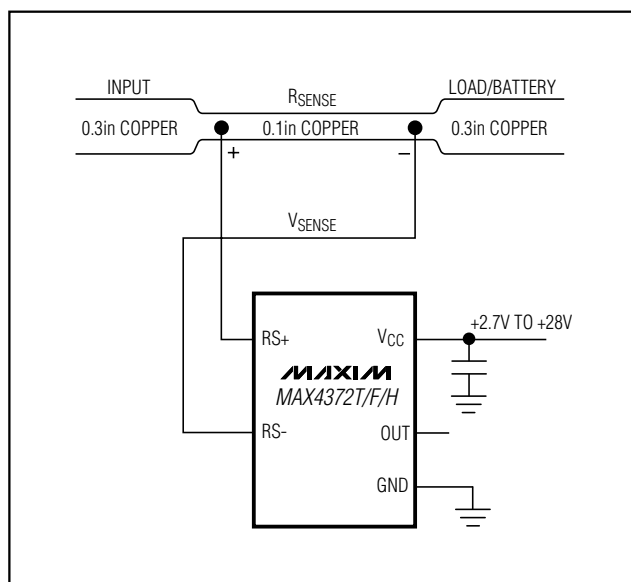 INPUT RSENSE LOAD/BATTERY
0.3in COPPER 0.1in COPPER 0.3in COPPER
+ −
VSENSE
+2.7V TO +28V
RS+ VCC
MAXIM
MAX4372T/F/H
RS- OUT
GND